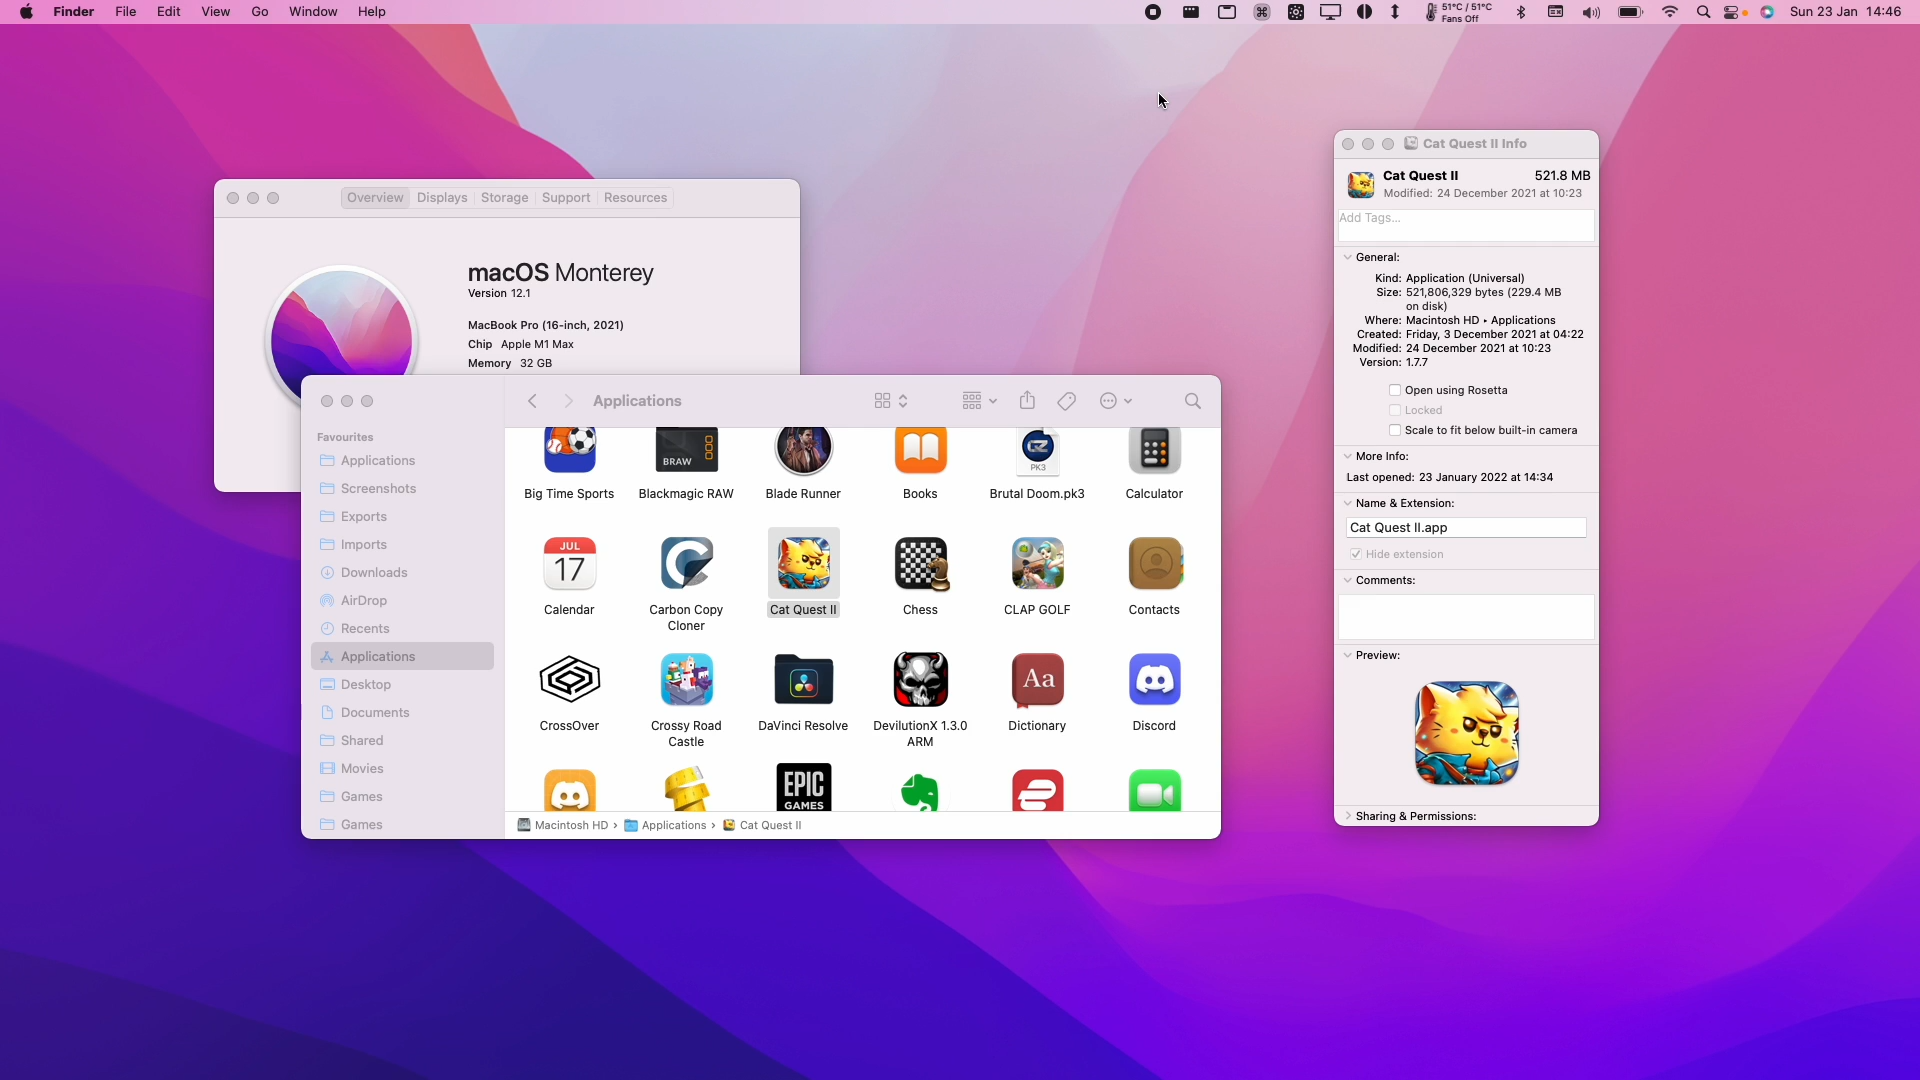 Finder File Edit View Go Window Help
51°C / 51°C
Fans Off
Sun 23 Jan 14:46
Overview Displays Storage Support Resources
macOS Monterey
Version 12.1
MacBook Pro (16-inch, 2021)
Chip Apple M1 Max
Memory 32 GB
Applications
Favourites
Applications
Screenshots
Exports
Imports
Downloads
AirDrop
Recents
Applications
Desktop
Documents
Shared
Movies
Games
Games
BRAW
PK3
Big Time Sports Blackmagic RAW Blade Runner Books Brutal Doom.pk3 Calculator
JUL
17
Calendar Carbon Copy Cat Quest II Chess CLAP GOLF Contacts
Cloner
Aa
CrossOver Crossy Road DaVinci Resolve DevilutionX 1.3.0 Dictionary Discord
Castle ARM
EPIC
GAMES
Macintosh HD › Applications › Cat Quest II
Cat Quest II Info
Cat Quest II 521.8 MB
Modified: 24 December 2021 at 10:23
Add Tags...
General:
Kind: Application (Universal)
Size: 521,806,329 bytes (229.4 MB
on disk)
Where: Macintosh HD ▸ Applications
Created: Friday, 3 December 2021 at 04:22
Modified: 24 December 2021 at 10:23
Version: 1.7.7
Open using Rosetta
Locked
Scale to fit below built-in camera
More Info:
Last opened: 23 January 2022 at 14:34
Name & Extension:
Cat Quest II.app
Hide extension
Comments:
Preview:
Sharing & Permissions: